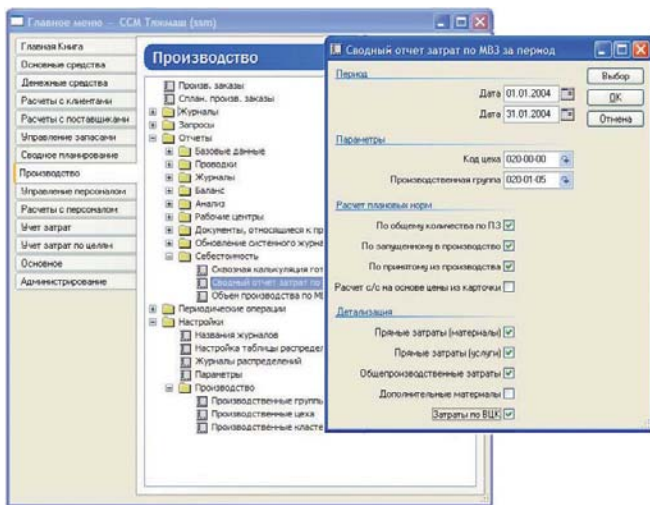 Главное меню - ССМ Тяжмаш (ssm)
Главная Книга
Основные средства
Денежные средства
Расчеты с клиентами
Расчеты с поставщиками
Управление запасами
Сводное планирование
Производство
Управление персоналом
Расчеты с персоналом
Учет затрат
Учет затрат по целям
Основное
Администрирование
Производство
Произв. заказы
Сплан. произв. заказы
Журналы
Запросы
Отчеты
Базовые данные
Проводки
Журналы
Баланс
Анализ
Рабочие центры
Документы, относящиеся к пр
Обновление системного журна
Себестоимость
Сквозная калькуляция гот
Сводный отчет затрат по
Объем производства по МВ
Периодические операции
Настройки
Названия журналов
Настройка таблицы распредел
Журналы распределений
Параметры
Производство
Производственные группы
Производственные цеха
Производственные класте
Сводный отчет затрат по МВЗ за период
Период
Дата 01.01.2004
Дата 31.01.2004
Выбор
OK
Отмена
Параметры
Код цеха 020-00-00
Производственная группа 020-01-05
Расчет плановых норм
По общему количества по ПЗ
По запущенному в производство
По принятому из производства
Расчет с/с на основе цены из карточки
Детализация
Прямые затраты (материалы)
Прямые затраты (услуги)
Общепроизводственные затраты
Дополнительные материалы
Затраты по ВЦК